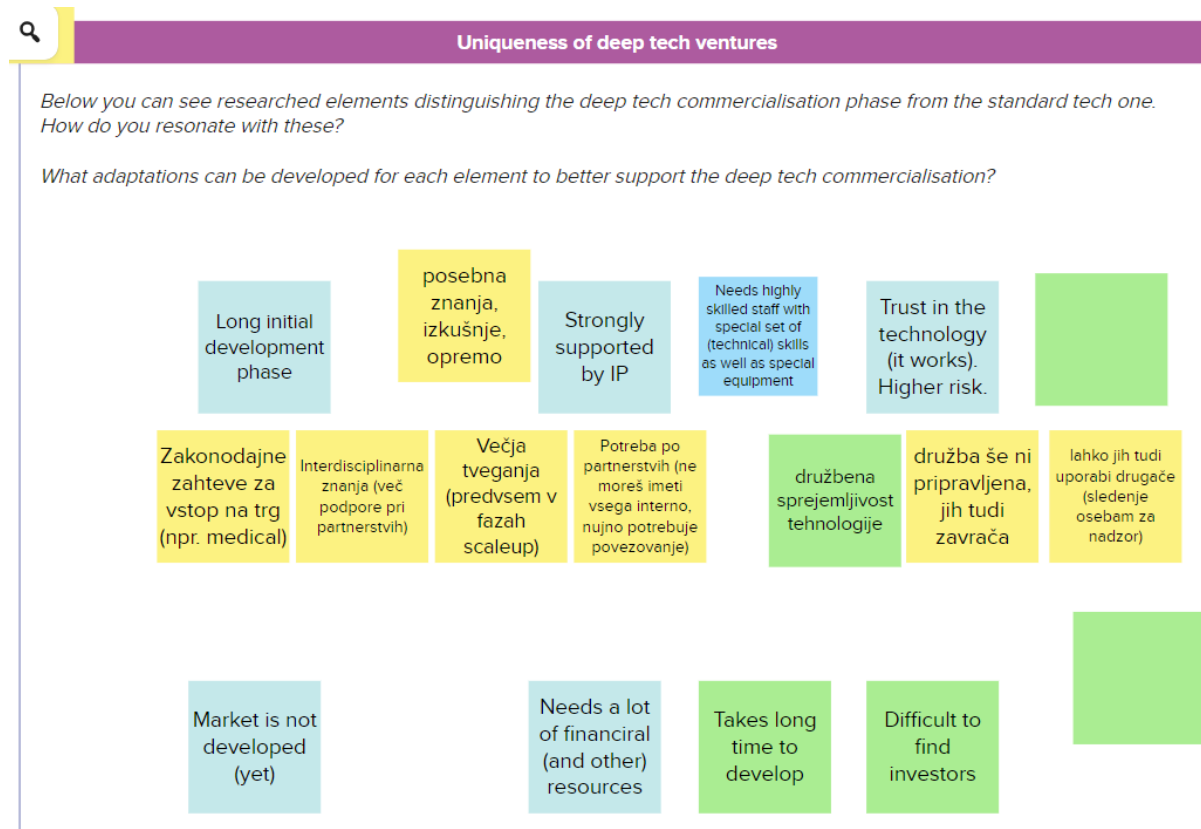 Uniqueness of deep tech ventures
Below you can see researched elements distinguishing the deep tech commercialisation phase from the standard tech one.
How do you resonate with these?
What adaptations can be developed for each element to better support the deep tech commercialisation?
Long initial
development
phase
posebna
znanja,
izkušnje,
opremo
Strongly
supported
by IP
Needs highly
skilled staff with
special set of
(technical) skills
as well as special
equipment
Trust in the
technology
(it works).
Higher risk.
Zakonodajne
zahteve za
vstop na trg
(npr. medical)
Interdisciplinarna
znanja (več
podpore pri
partnerstvih)
Večja
tveganja
(predvsem v
fazah
scaleup)
Potreba po
partnerstvih (ne
moreš imeti
vsega interno,
nujno potrebuje
povezovanje)
družbena
sprejemljivost
tehnologije
družba še ni
pripravljena,
jih tudi
zavrača
lahko jih tudi
uporabi drugače
(sledenje
osebam za
nadzor)
Market is not
developed
(yet)
Needs a lot
of financiral
(and other)
resources
Takes long
time to
develop
Difficult to
find
investors